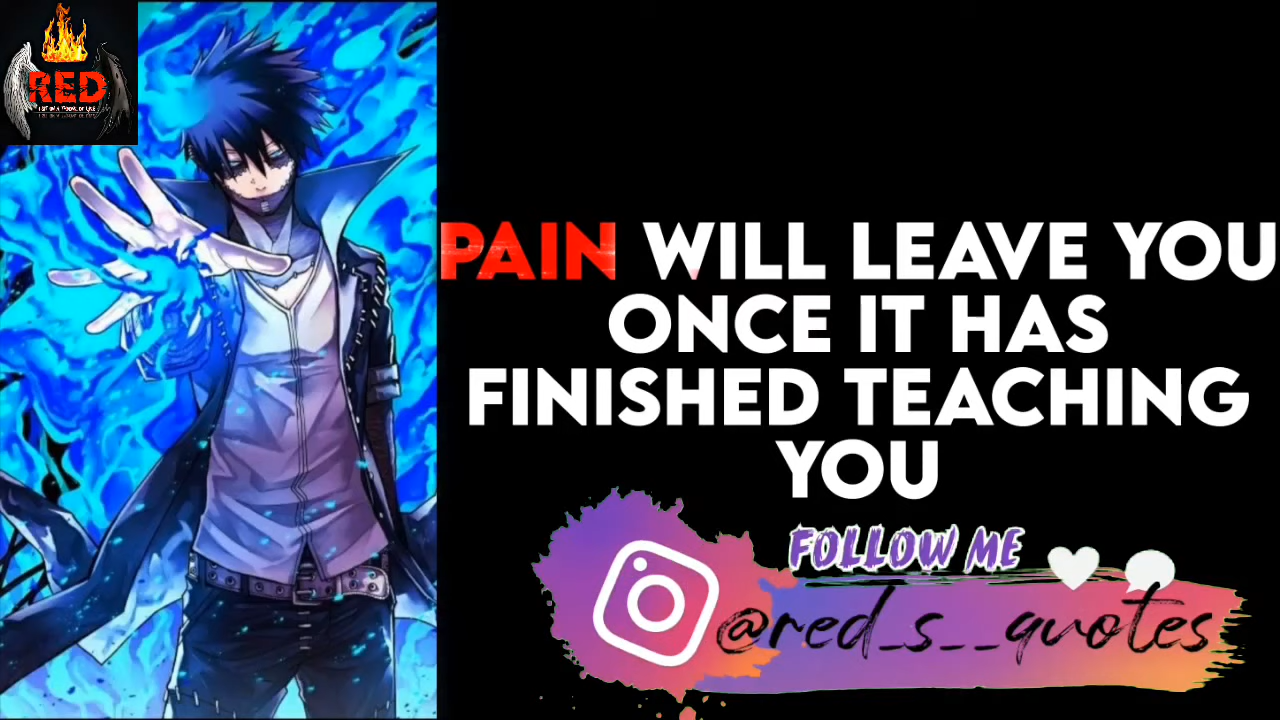 RED
PAIN WILL LEAVE YOU
ONCE IT HAS
FINISHED TEACHING
YOU
FOLLOW ME
@red_s__quotes